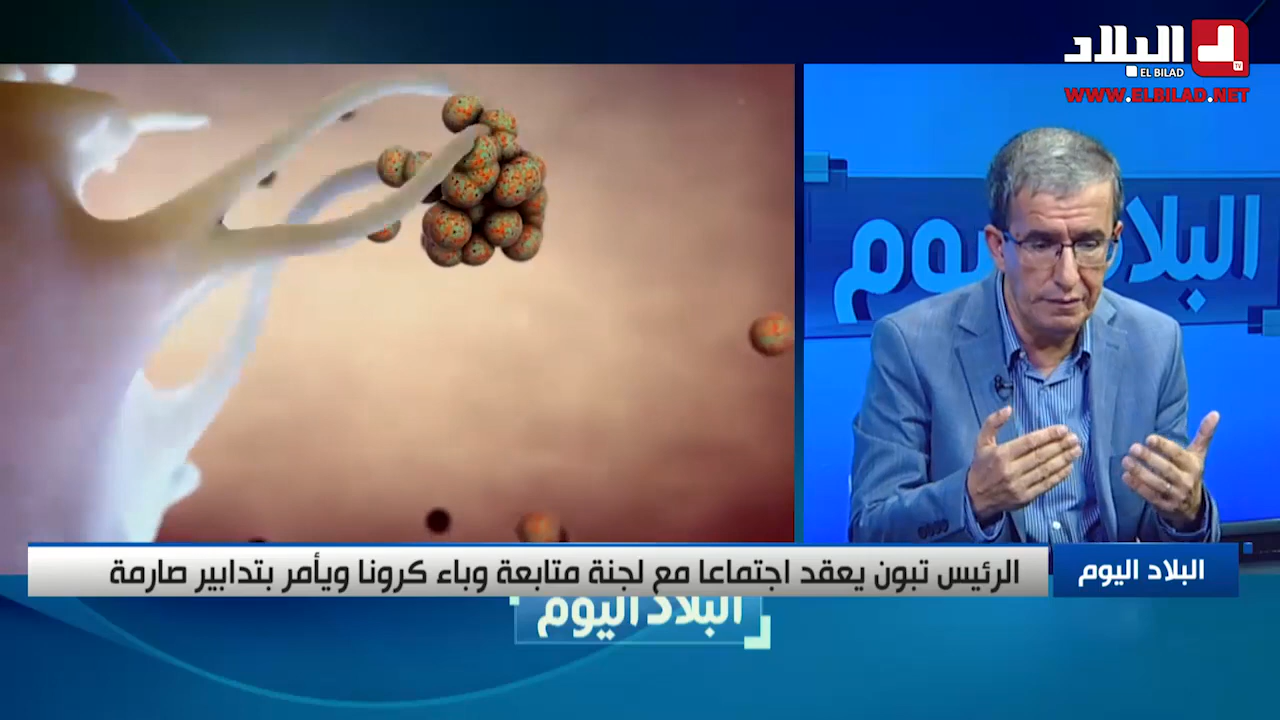 البلاد
EL BILAD
TV
WWW.ELBILAD.NET
البلاد اليوم
الرئيس تبون يعقد اجتماعا مع لجنة متابعة وباء كرونا ويأمر بتدابير صارمة
البلاد اليوم
البلاد اليوم